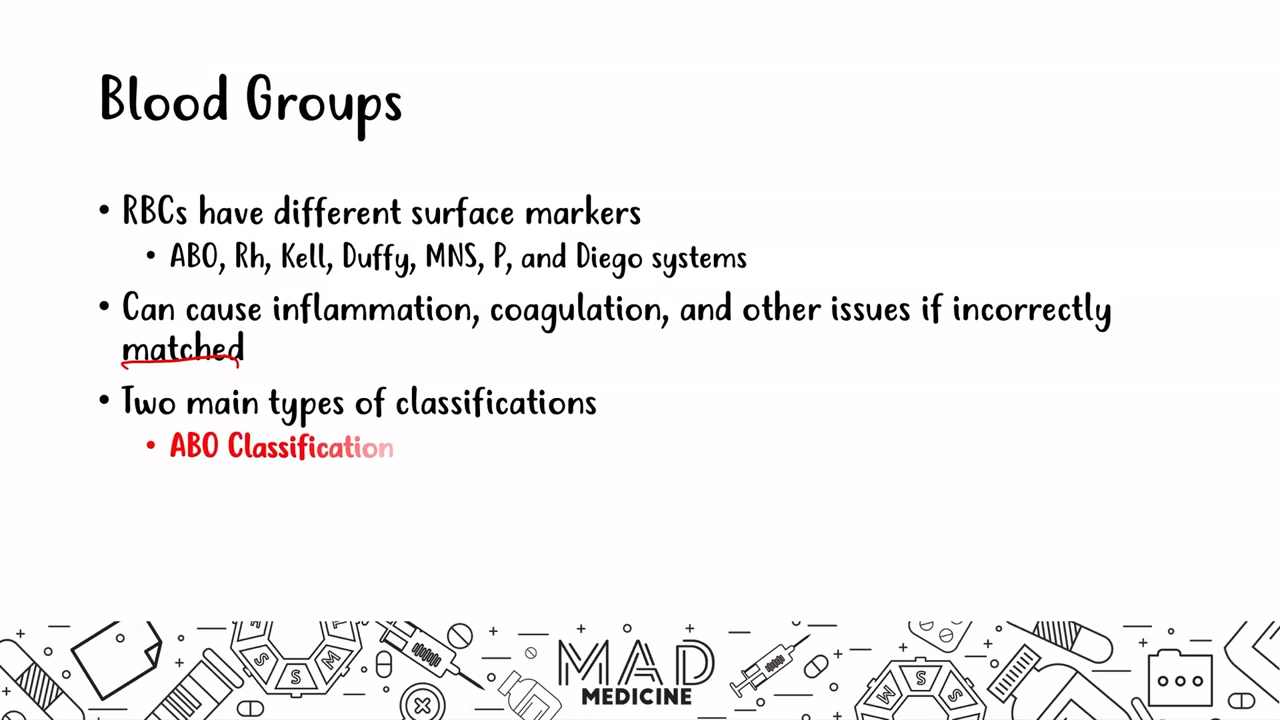 Blood Groups
• RBCs have different surface markers
• ABO, Rh, Kell, Duffy, MNS, P, and Diego systems
• Can cause inflammation, coagulation, and other issues if incorrectly
matched
• Two main types of classifications
• ABO Classification
MAD
MEDICINE